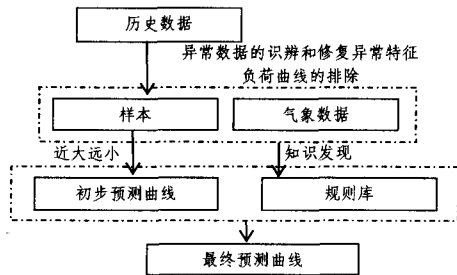 历史数据
异常数据的识辨和修复异常特征
负荷曲线的排除
样本
气象数据
近大远小
知识发现
初步预测曲线
规则库
最终预测曲线